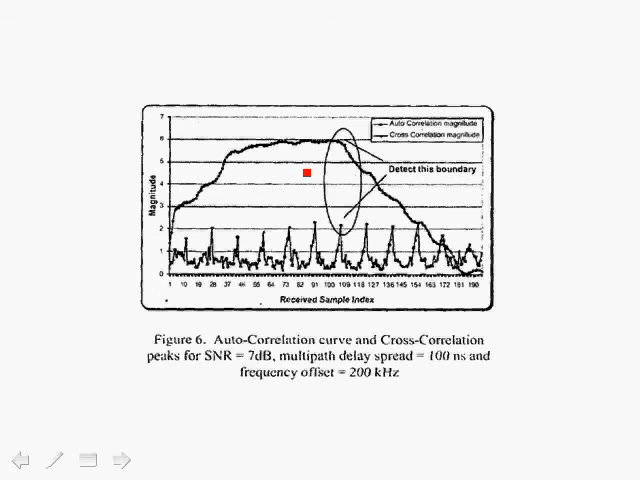 7
Auto Correlation magnitude
6
Cross Correlation magnitude
5
Detect this boundary
4
3
2
1
0
Magnitude
1 10 19 28 37 46 55 64 73 82 91 100 109 118 127 136 145 154 163 172 181 190
Received Sample Index
Figure 6. Auto-Correlation curve and Cross-Correlation
peaks for SNR = 7dB, multipath delay spread = 100 ns and
frequency offset = 200 kHz